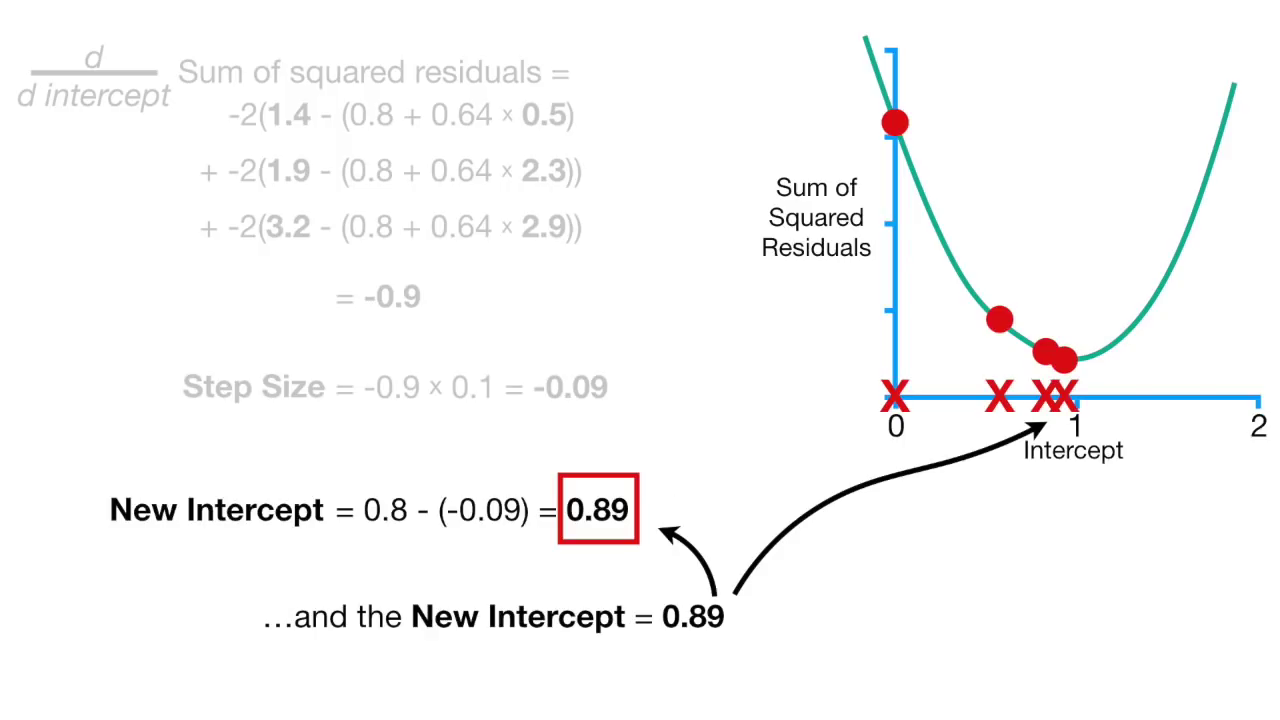 d
d intercept
Sum of squared residuals =
-2(1.4 - (0.8 + 0.64 × 0.5)
+ -2(1.9 - (0.8 + 0.64 × 2.3))
+ -2(3.2 - (0.8 + 0.64 × 2.9))
= -0.9
Step Size = -0.9 × 0.1 = -0.09
New Intercept = 0.8 - (-0.09) = 0.89
…and the New Intercept = 0.89
Sum of
Squared
Residuals
X X X X
0 1 2
Intercept